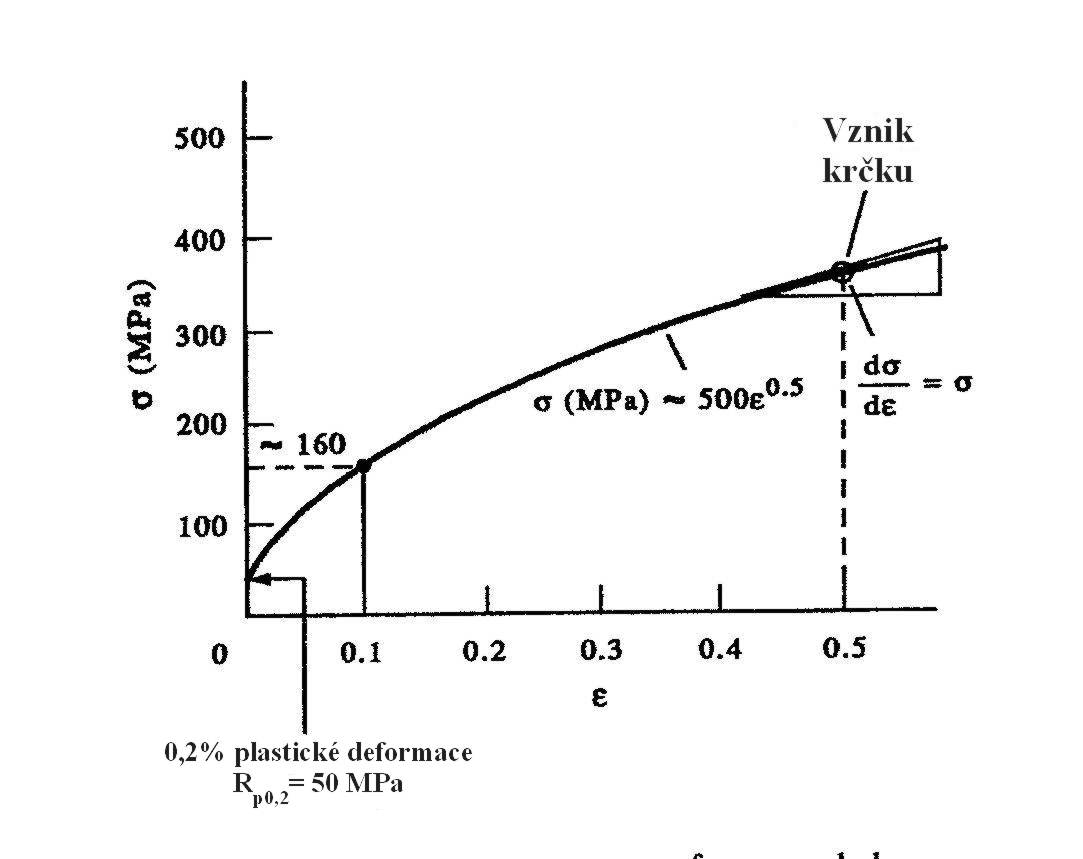 Vznik
krčku
500
400
300
200
100
0
σ (MPa)
≈ 160
σ (MPa) ≈ 500ε^0.5
dσ
dε
= σ
0.1 0.2 0.3 0.4 0.5
ε
0,2% plastické deformace
Rp0,2= 50 MPa